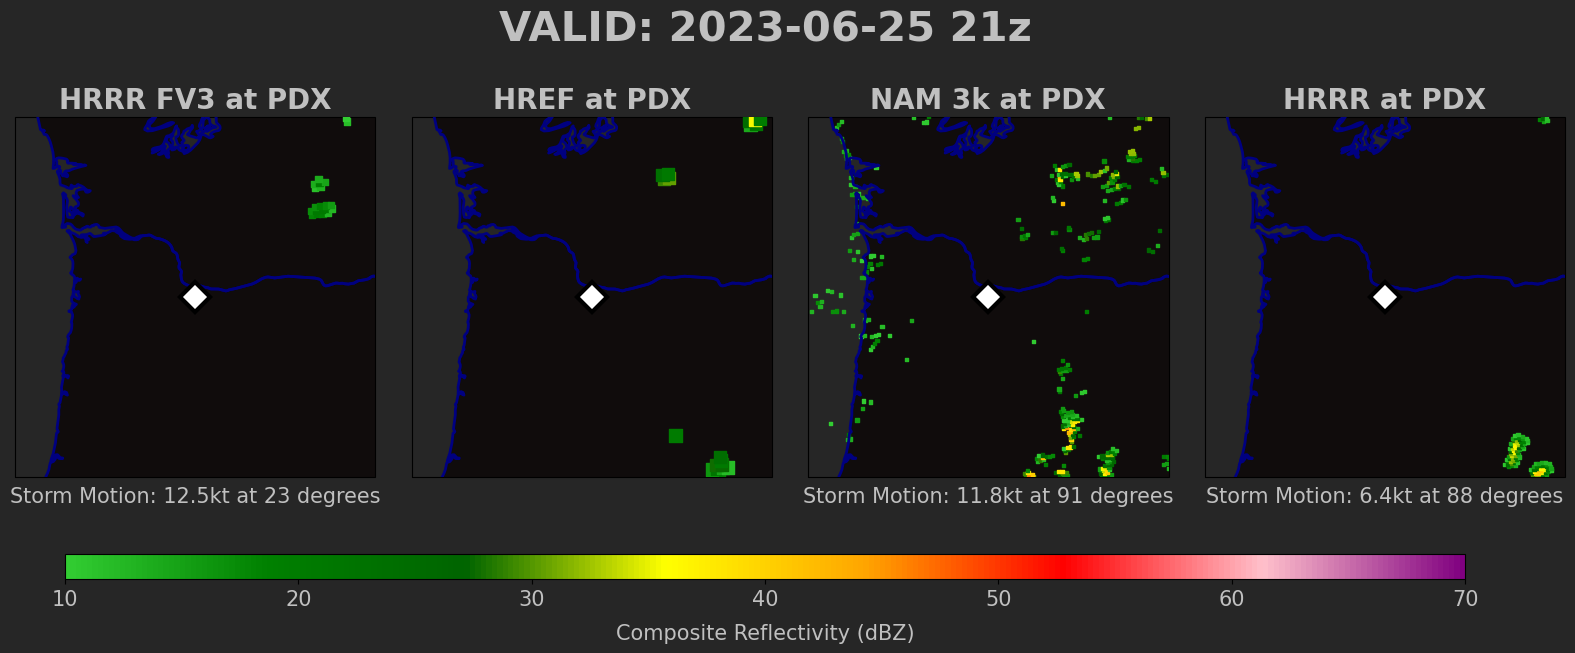 VALID: 2023-06-25 21z
HRRR FV3 at PDX
HREF at PDX
NAM 3k at PDX
HRRR at PDX
Storm Motion: 12.5kt at 23 degrees
Storm Motion: 11.8kt at 91 degrees
Storm Motion: 6.4kt at 88 degrees
10 20 30 40 50 60 70
Composite Reflectivity (dBZ)